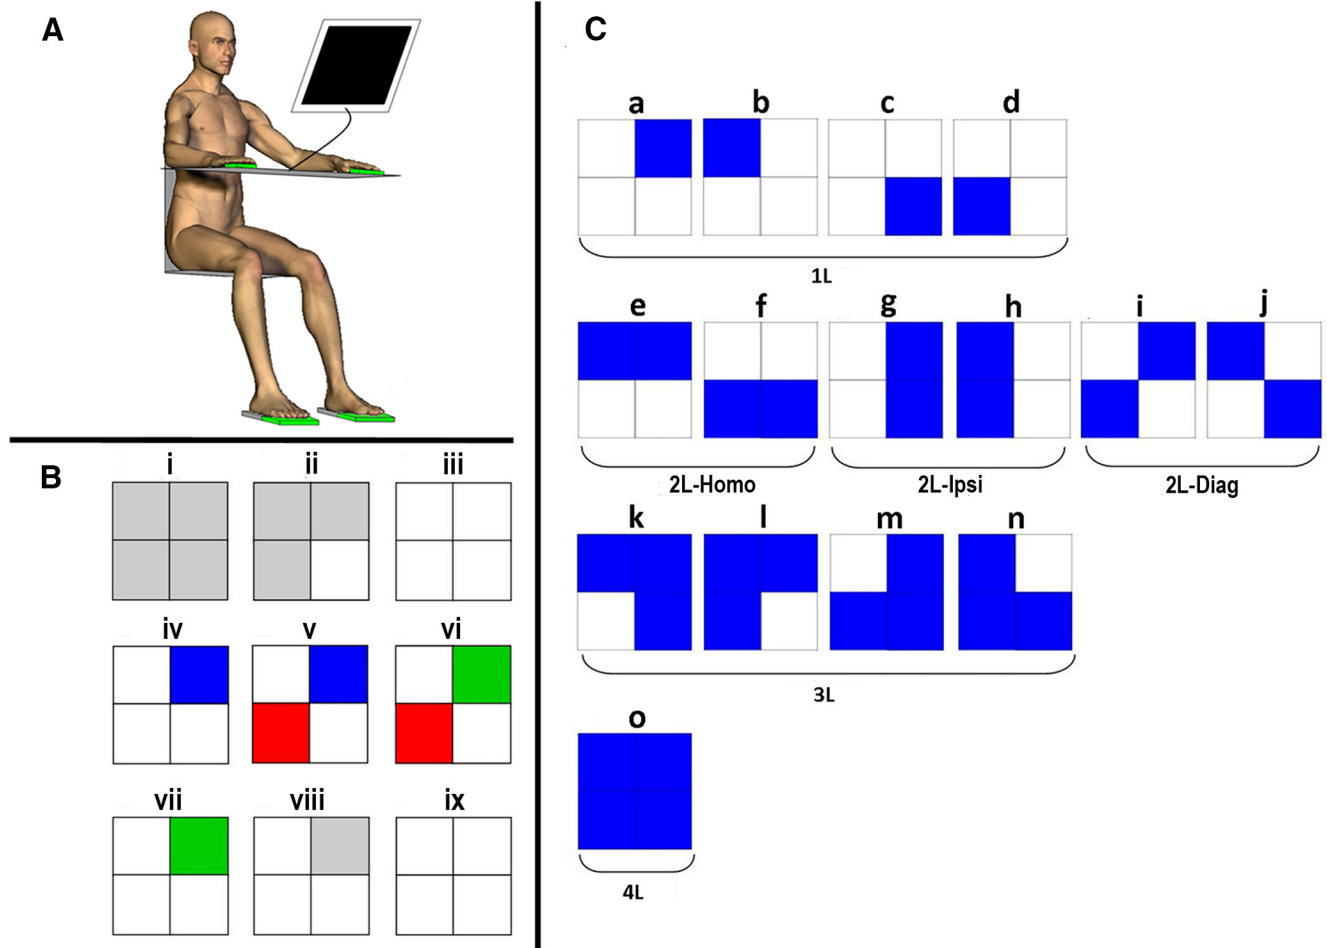 A
B
i ii iii
iv v vi
vii viii ix
C
a b c d
1L
e f g h i j
2L-Homo 2L-Ipsi 2L-Diag
k l m n
3L
o
4L